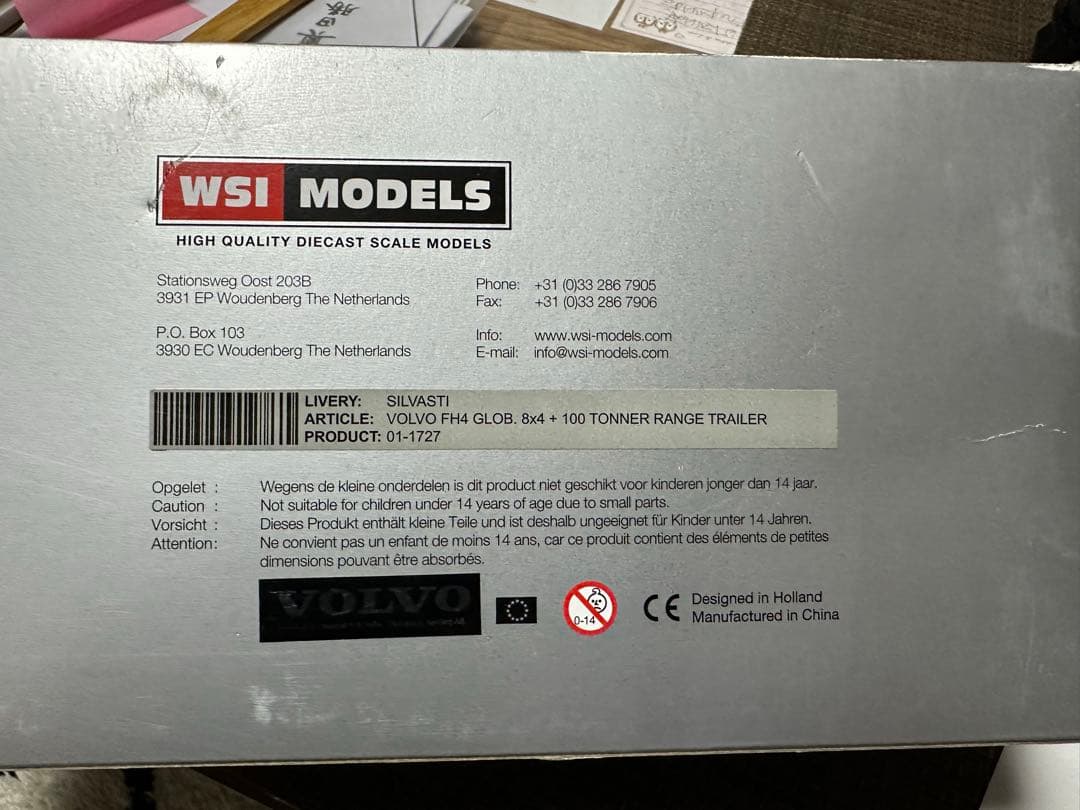 WSI MODELS
HIGH QUALITY DIECAST SCALE MODELS
Stationsweg Oost 203B
3931 EP Woudenberg The Netherlands
P.O. Box 103
3930 EC Woudenberg The Netherlands
Phone: +31 (0)33 286 7905
Fax: +31 (0)33 286 7906
Info: www.wsi-models.com
E-mail: info@wsi-models.com
LIVERY: SILVASTI
ARTICLE: VOLVO FH4 GLOB. 8x4 + 100 TONNER RANGE TRAILER
PRODUCT: 01-1727
Opgelet : Wegens de kleine onderdelen is dit product niet geschikt voor kinderen jonger dan 14 jaar.
Caution : Not suitable for children under 14 years of age due to small parts.
Vorsicht : Dieses Produkt enthält kleine Teile und ist deshalb ungeeignet für Kinder unter 14 Jahren.
Attention: Ne convient pas un enfant de moins 14 ans, car ce produit contient des éléments de petites
dimensions pouvant être absorbés.
VOLVO
0-14
CE
Designed in Holland
Manufactured in China